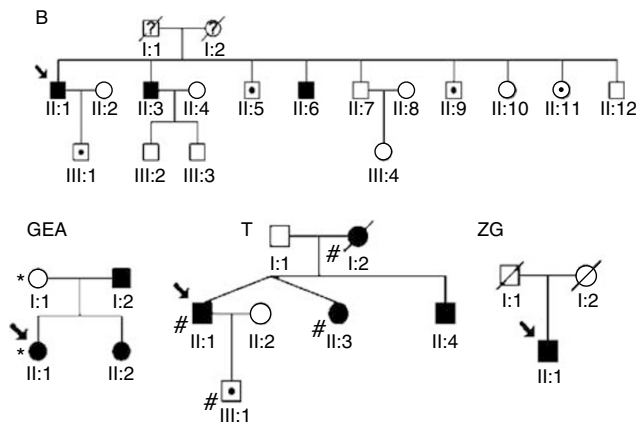 B
? ?
I:1 I:2
II:1 II:2 II:3 II:4 II:5 II:6 II:7 II:8 II:9 II:10 II:11 II:12
III:1 III:2 III:3 III:4
GEA T ZG
* I:1 I:2 I:1 # I:2 I:1 I:2
* II:1 II:2 # II:1 II:2 # II:3 II:4 II:1
# III:1